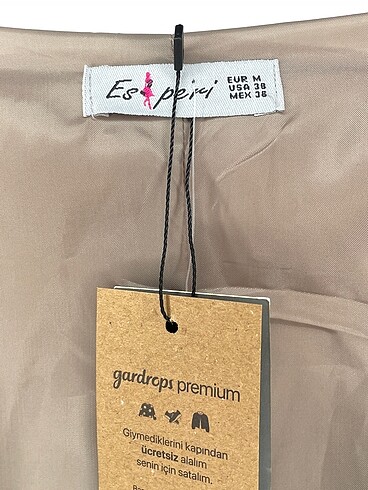 Es peri
EUR M
USA 38
MEX 38
gardrops premium
Giymediklerini kapından
ücretsiz alalım
senin için satalım.